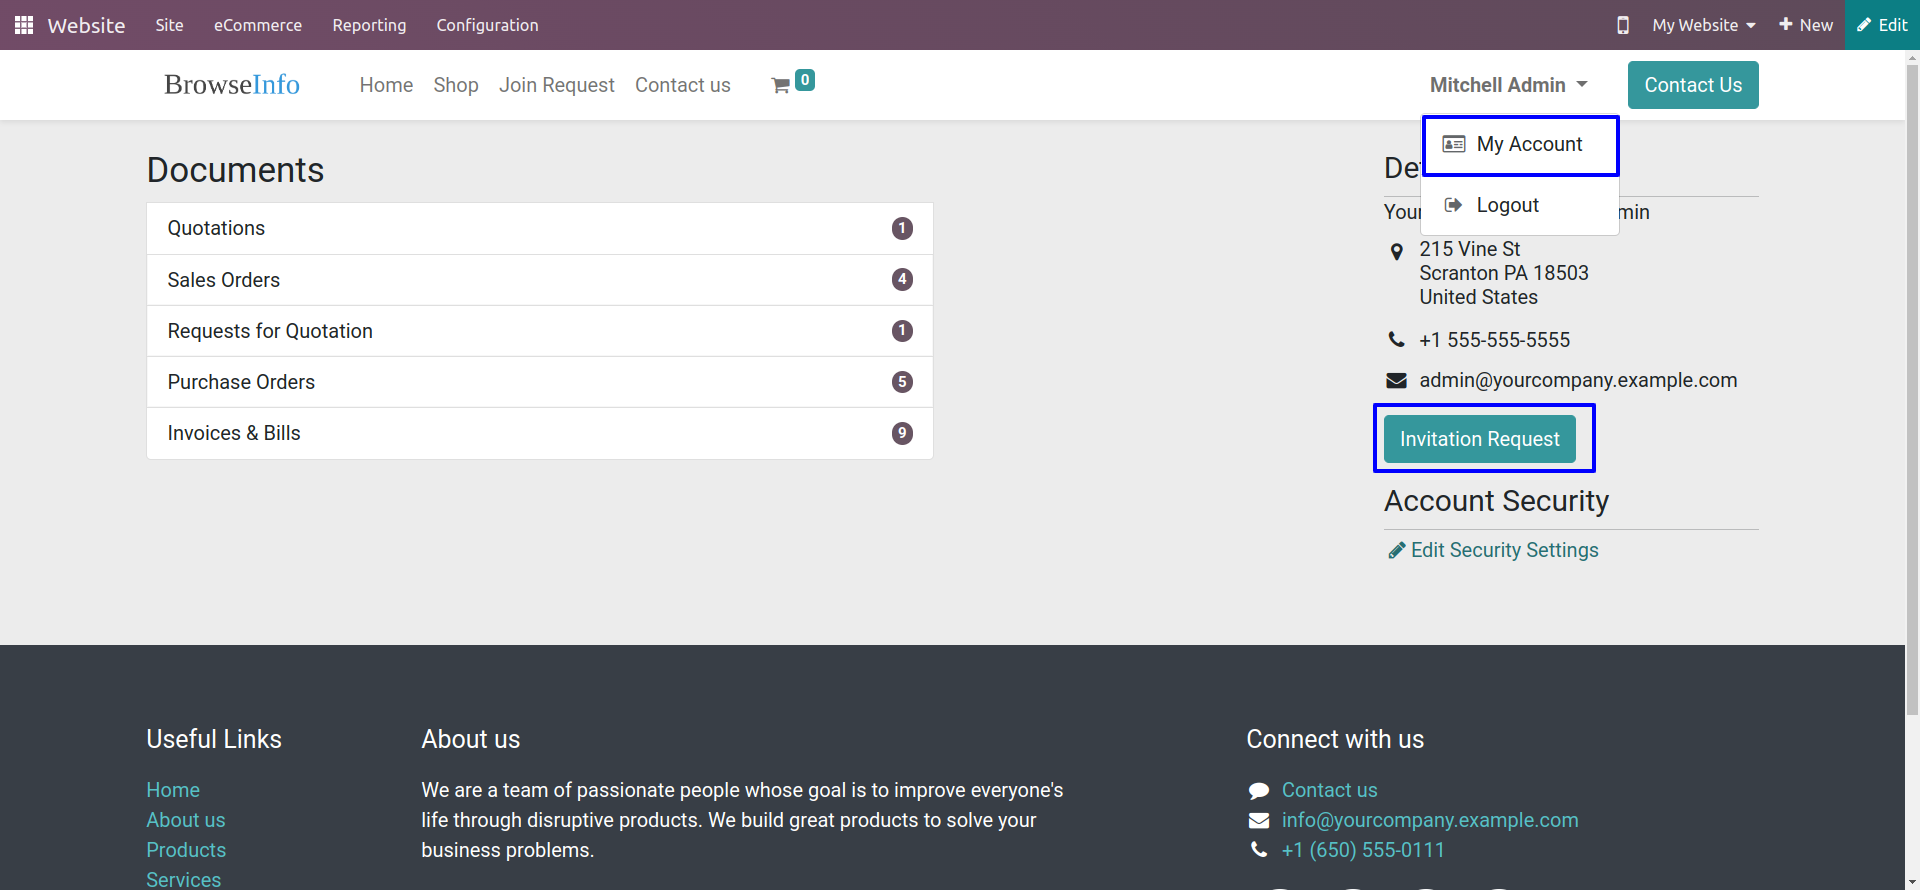 Website Site eCommerce Reporting Configuration My Website New Edit
BrowseInfo Home Shop Join Request Contact us 0 Mitchell Admin Contact Us
My Account
Logout
Documents
Quotations 1
Sales Orders 4
Requests for Quotation 1
Purchase Orders 5
Invoices & Bills 9
215 Vine St
Scranton PA 18503
United States
+1 555-555-5555
admin@yourcompany.example.com
Invitation Request
Account Security
Edit Security Settings
Useful Links
Home
About us
Products
Services
About us
We are a team of passionate people whose goal is to improve everyone's
life through disruptive products. We build great products to solve your
business problems.
Connect with us
Contact us
info@yourcompany.example.com
+1 (650) 555-0111